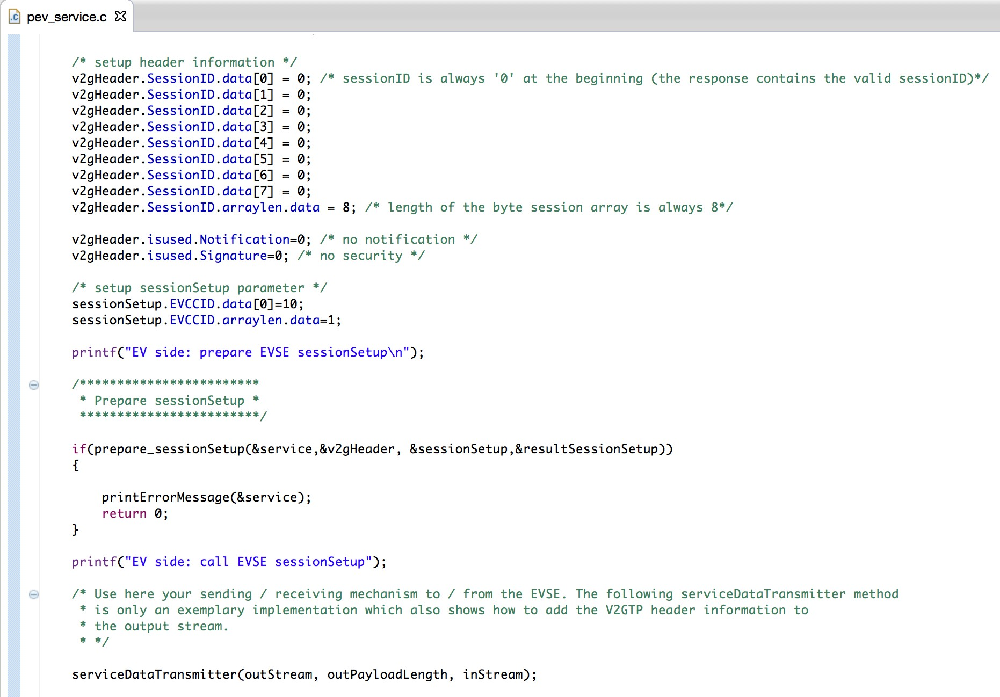 pev_service.c
/* setup header information */
v2gHeader.SessionID.data[0] = 0; /* sessionID is always '0' at the beginning (the response contains the valid sessionID)*/
v2gHeader.SessionID.data[1] = 0;
v2gHeader.SessionID.data[2] = 0;
v2gHeader.SessionID.data[3] = 0;
v2gHeader.SessionID.data[4] = 0;
v2gHeader.SessionID.data[5] = 0;
v2gHeader.SessionID.data[6] = 0;
v2gHeader.SessionID.data[7] = 0;
v2gHeader.SessionID.arraylen.data = 8; /* length of the byte session array is always 8*/
v2gHeader.isused.Notification=0; /* no notification */
v2gHeader.isused.Signature=0; /* no security */
/* setup sessionSetup parameter */
sessionSetup.EVCCID.data[0]=10;
sessionSetup.EVCCID.arraylen.data=1;
printf("EV side: prepare EVSE sessionSetup\n");
/************************
* Prepare sessionSetup *
************************/
if(prepare_sessionSetup(&service,&v2gHeader, &sessionSetup,&resultSessionSetup))
{
printErrorMessage(&service);
return 0;
}
printf("EV side: call EVSE sessionSetup");
/* Use here your sending / receiving mechanism to / from the EVSE. The following serviceDataTransmitter method
* is only an exemplary implementation which also shows how to add the V2GTP header information to
* the output stream.
* */
serviceDataTransmitter(outStream, outPayloadLength, inStream);